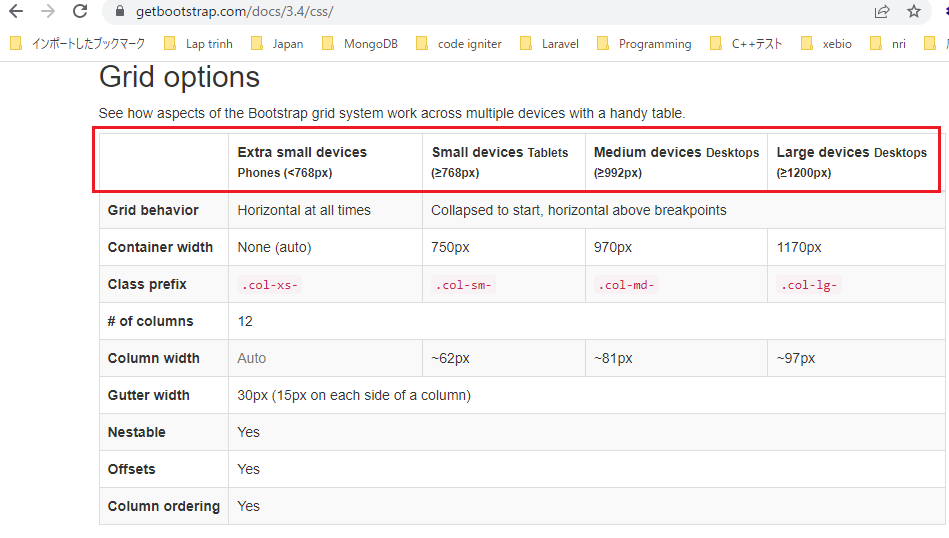 getbootstrap.com/docs/3.4/css/
インポートしたブックマーク Lap trinh Japan MongoDB code igniter Laravel Programming C++テスト xebio nri
Grid options
See how aspects of the Bootstrap grid system work across multiple devices with a handy table.
Extra small devices Small devices Tablets Medium devices Desktops Large devices Desktops
Phones (<768px) (≥768px) (≥992px) (≥1200px)
Grid behavior Horizontal at all times Collapsed to start, horizontal above breakpoints
Container width None (auto) 750px 970px 1170px
Class prefix .col-xs- .col-sm- .col-md- .col-lg-
# of columns 12
Column width Auto ~62px ~81px ~97px
Gutter width 30px (15px on each side of a column)
Nestable Yes
Offsets Yes
Column ordering Yes